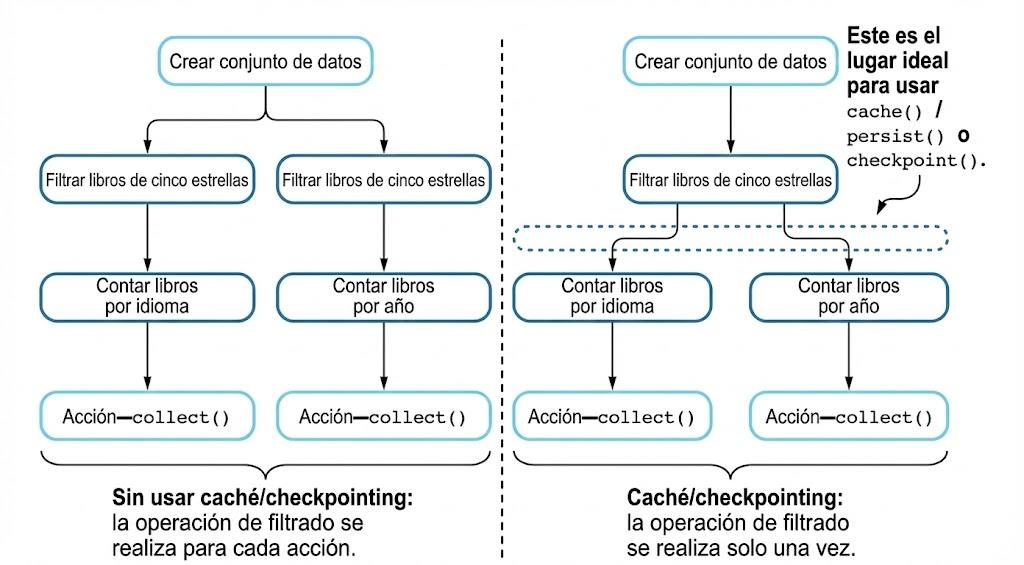 Crear conjunto de datos
Filtrar libros de cinco estrellas
Filtrar libros de cinco estrellas
Contar libros
por idioma
Contar libros
por año
Acción—collect()
Acción—collect()
Sin usar caché/checkpointing:
la operación de filtrado se
realiza para cada acción.
Crear conjunto de datos
Este es el
lugar ideal
para usar
cache() /
persist() o
checkpoint().
Filtrar libros de cinco estrellas
Contar libros
por idioma
Contar libros
por año
Acción—collect()
Acción—collect()
Caché/checkpointing:
la operación de filtrado
se realiza solo una vez.